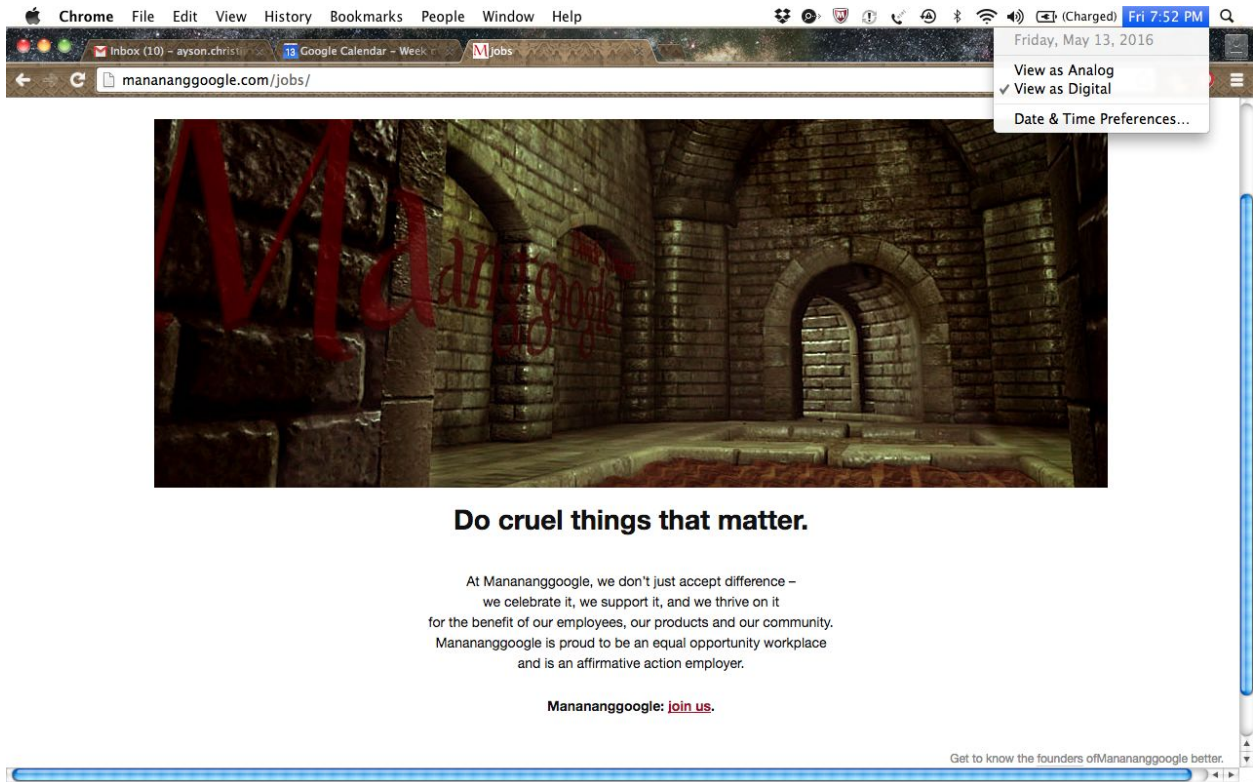 Chrome File Edit View History Bookmarks People Window Help (Charged) Fri 7:52 PM
Friday, May 13, 2016
View as Analog
View as Digital
Date & Time Preferences...
Inbox (10) – ayson.christi
13 Google Calendar – Week
M jobs
manananggoogle.com/jobs/
Manananggoogle
Do cruel things that matter.
At Manananggoogle, we don't just accept difference –
we celebrate it, we support it, and we thrive on it
for the benefit of our employees, our products and our community.
Manananggoogle is proud to be an equal opportunity workplace
and is an affirmative action employer.
Manananggoogle: join us.
Get to know the founders ofManananggoogle better.